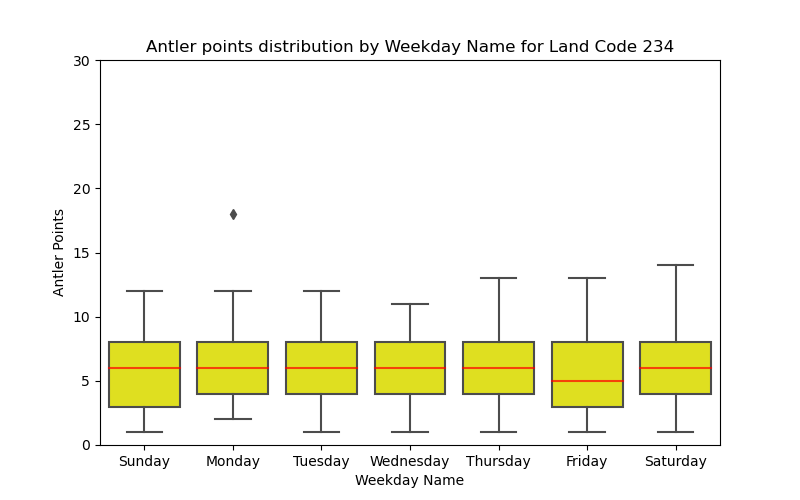 Antler points distribution by Weekday Name for Land Code 234
30
25
20
15
10
5
0
Antler Points
Sunday Monday Tuesday Wednesday Thursday Friday Saturday
Weekday Name